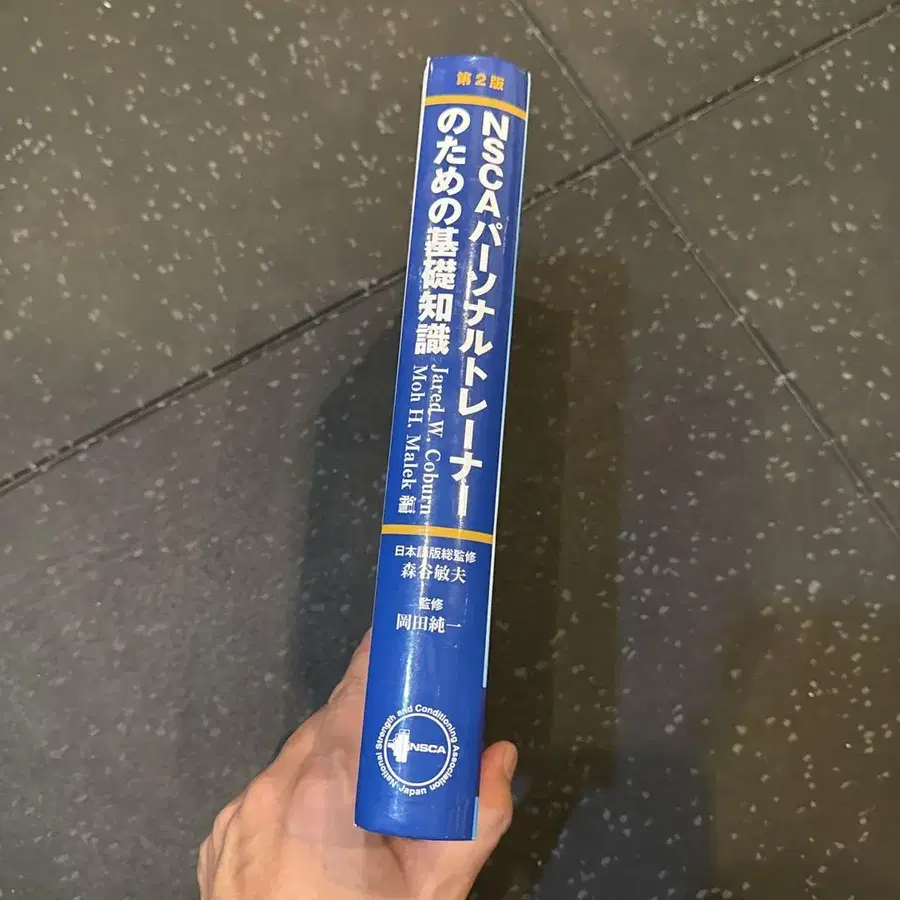 第2版
NSCAパーソナルトレーナー
のための基礎知識
Jared W. Coburn
Moh H. Malek 編
日本語版総監修
森谷敏夫
監修
岡田純一
National Strength and Conditioning Association Japan
NSCA